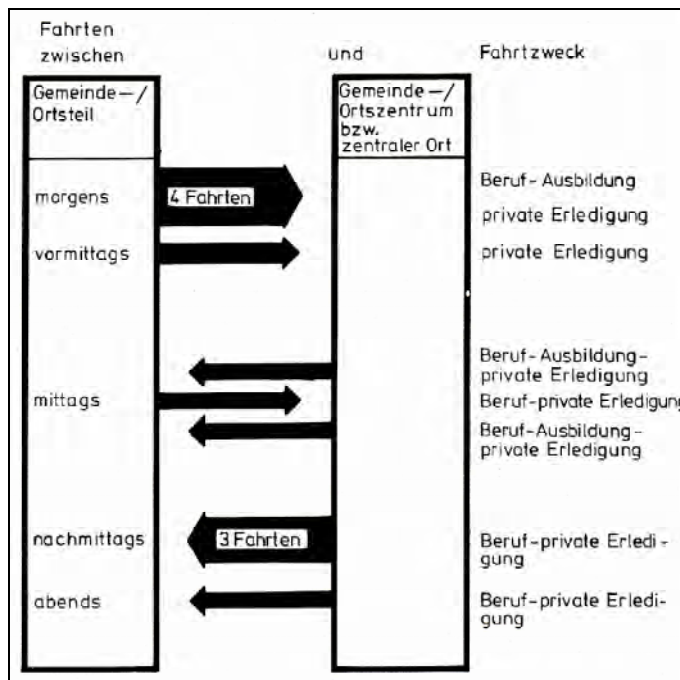 Fahrten
zwischen und Fahrtzweck
Gemeinde-/
Ortsteil
Gemeinde-/
Ortszentrum
bzw.
zentraler Ort
morgens 4 Fahrten Beruf-Ausbildung
private Erledigung
vormittags private Erledigung
Beruf-Ausbildung-
private Erledigung
mittags Beruf-private Erledigung
Beruf-Ausbildung-
private Erledigung
nachmittags 3 Fahrten Beruf-private Erledi-
gung
abends Beruf-private Erledi-
gung